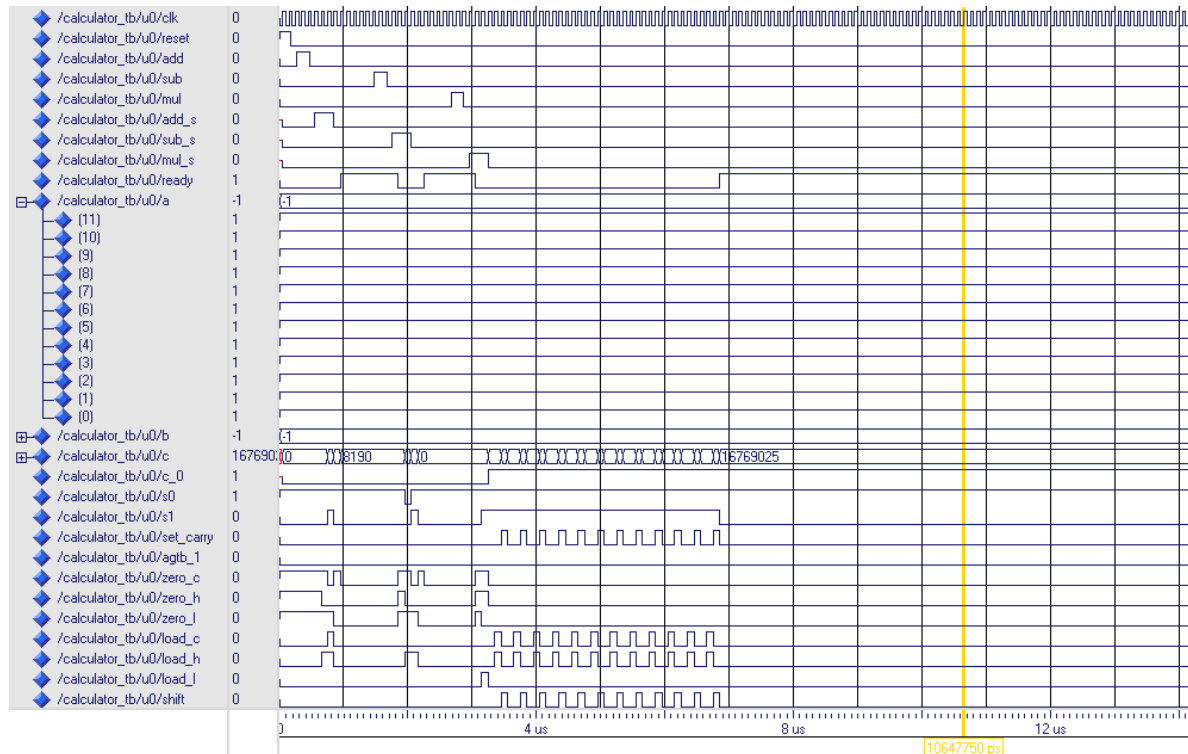 /calculator_tb/u0/clk 0
/calculator_tb/u0/reset 0
/calculator_tb/u0/add 0
/calculator_tb/u0/sub 0
/calculator_tb/u0/mul 0
/calculator_tb/u0/add_s 0
/calculator_tb/u0/sub_s 0
/calculator_tb/u0/mul_s 0
/calculator_tb/u0/ready 1
/calculator_tb/u0/a -1 -1
(11) 1
(10) 1
(9) 1
(8) 1
(7) 1
(6) 1
(5) 1
(4) 1
(3) 1
(2) 1
(1) 1
(0) 1
/calculator_tb/u0/b -1 -1
/calculator_tb/u0/c 0 8190 0 16769025
/calculator_tb/u0/c_0 1
/calculator_tb/u0/s0 1
/calculator_tb/u0/s1 0
/calculator_tb/u0/set_carry 0
/calculator_tb/u0/agtb_1 0
/calculator_tb/u0/zero_c 0
/calculator_tb/u0/zero_h 0
/calculator_tb/u0/zero_l 0
/calculator_tb/u0/load_c 0
/calculator_tb/u0/load_h 0
/calculator_tb/u0/load_l 0
/calculator_tb/u0/shift 0
4 us 8 us 12 us
10647750 ps